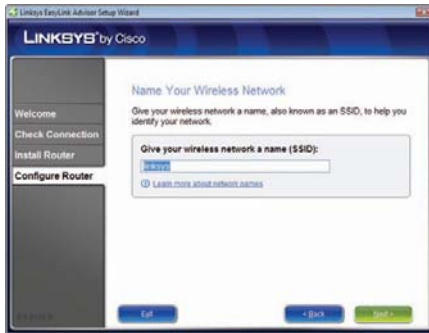 Linksys EasyLink Advisor Setup Wizard
LINKSYS® by Cisco
Welcome
Check Connection
Install Router
Configure Router
Name Your Wireless Network
Give your wireless network a name, also known as an SSID, to help you
identify your network.
Give your wireless network a name (SSID):
linksys
Learn more about network names
Exit
< Back
Next >